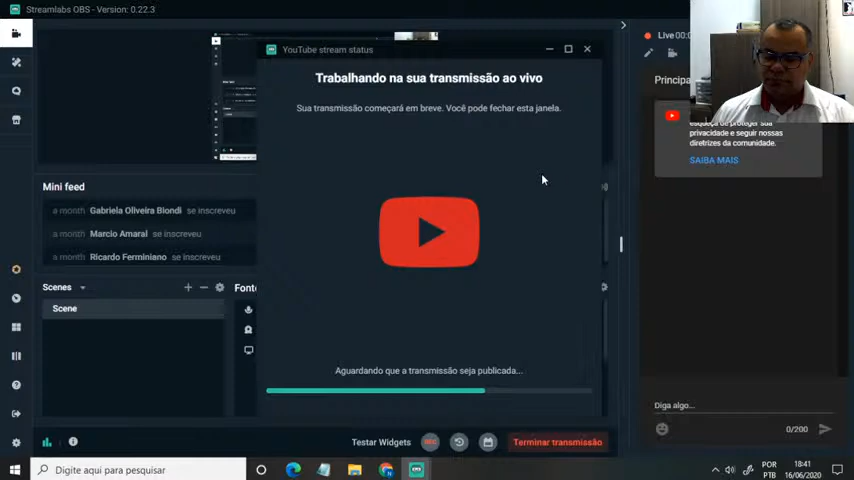 Streamlabs OBS - Version: 0.22.3
YouTube stream status
Trabalhando na sua transmissão ao vivo
Sua transmissão começará em breve. Você pode fechar esta janela.
Aguardando que a transmissão seja publicada...
Mini feed
a month Gabriela Oliveira Biondi se inscreveu
a month Marcio Amaral se inscreveu
a month Ricardo Ferminiano se inscreveu
Scenes
Scene
Testar Widgets
REC
Terminar transmissão
Live
Principa
proteger sua
privacidade e seguir nossas
diretrizes da comunidade.
SAIBA MAIS
Diga algo...
0/200
Digite aqui para pesquisar
POR
PTB
18:41
16/06/2020